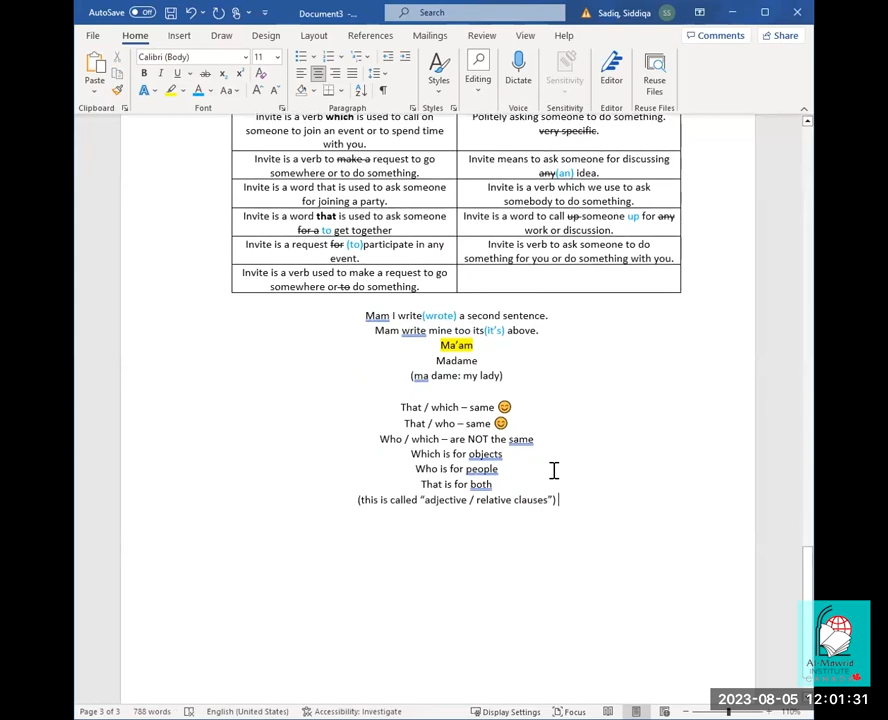 AutoSave Off Document3 -... Search Sadiq, Siddiqa SS
File Home Insert Draw Design Layout References Mailings Review View Help Comments Share
Calibri (Body) 11
Paste B I U ab x₂ x² Styles Editing Dictate Sensitivity Editor Reuse Files
A A Aa A A
Clipboard Font Paragraph Styles Voice Sensitivity Editor Reuse Files
Invite is a verb which is used to call on someone to join an event or to spend time with you.
Politely asking someone to do something. very specific.
Invite is a verb to make a request to go somewhere or to do something.
Invite means to ask someone for discussing any(an) idea.
Invite is a word that is used to ask someone for joining a party.
Invite is a verb which we use to ask somebody to do something.
Invite is a word that is used to ask someone for a to get together
Invite is a word to call up someone up for any work or discussion.
Invite is a request for (to)participate in any event.
Invite is verb to ask someone to do something for you or do something with you.
Invite is a verb used to make a request to go somewhere or to do something.
Mam I write(wrote) a second sentence.
Mam write mine too its(it's) above.
Ma'am
Madame
(ma dame: my lady)
That / which – same 😊
That / who – same 😊
Who / which – are NOT the same
Which is for objects
Who is for people
That is for both
(this is called "adjective / relative clauses")
Al-Mawrid
INSTITUTE
CANADA
Page 3 of 3 788 words English (United States) Accessibility: Investigate Display Settings Focus 110%
2023-08-05 12:01:31